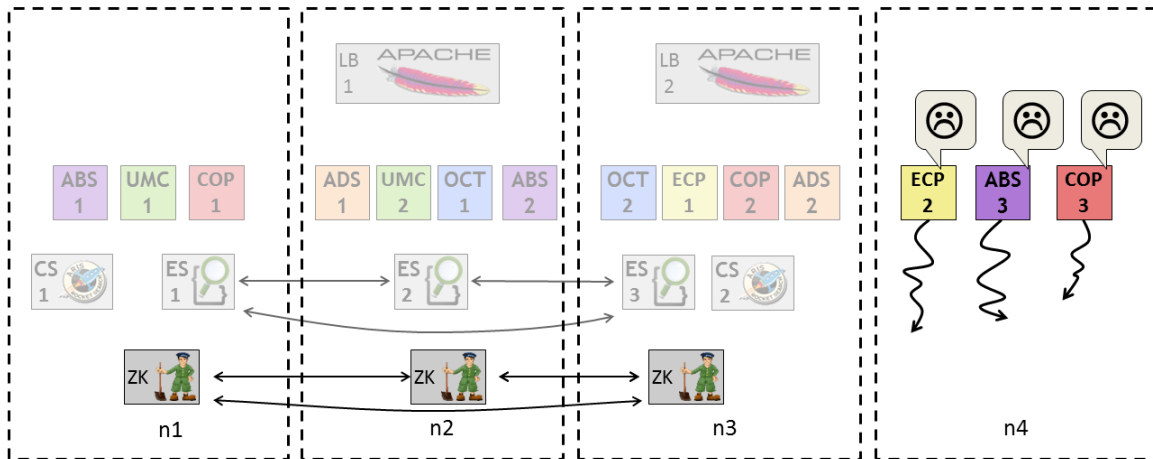 LB
1
APACHE
LB
2
APACHE
ABS
1
UMC
1
COP
1
ADS
1
UMC
2
OCT
1
ABS
2
OCT
2
ECP
1
COP
2
ADS
2
ECP
2
ABS
3
COP
3
CS
1
ES
1
ES
2
ES
3
CS
2
ZK
ZK
ZK
n1
n2
n3
n4